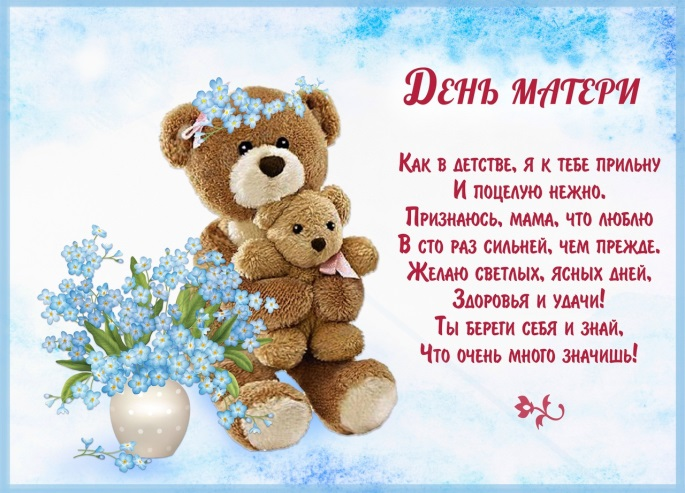 День матери
Как в детстве, я к тебе прильну
И поцелую нежно.
Признаюсь, мама, что люблю
В сто раз сильней, чем прежде.
Желаю светлых, ясных дней,
Здоровья и удачи!
Ты береги себя и знай,
Что очень много значишь!